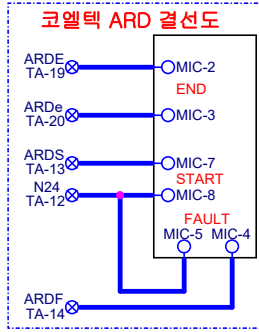 코엘텍 ARD 결선도
ARDE
TA-19
MIC-2
END
ARDe
TA-20
MIC-3
ARDS
TA-13
MIC-7
START
N24
TA-12
MIC-8
FAULT
MIC-5 MIC-4
ARDF
TA-14